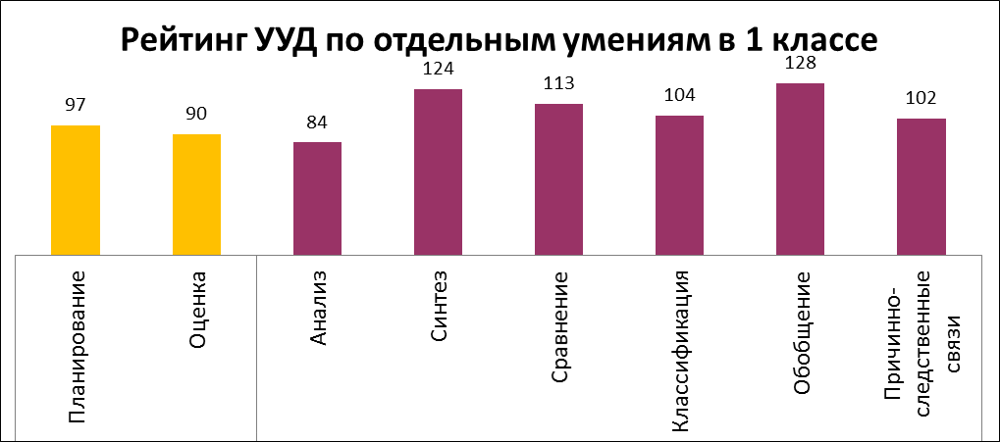 Рейтинг УУД по отдельным умениям в 1 классе
97
90
84
124
113
104
128
102
Планирование
Оценка
Анализ
Синтез
Сравнение
Классификация
Обобщение
Причинно-
следственные
связи